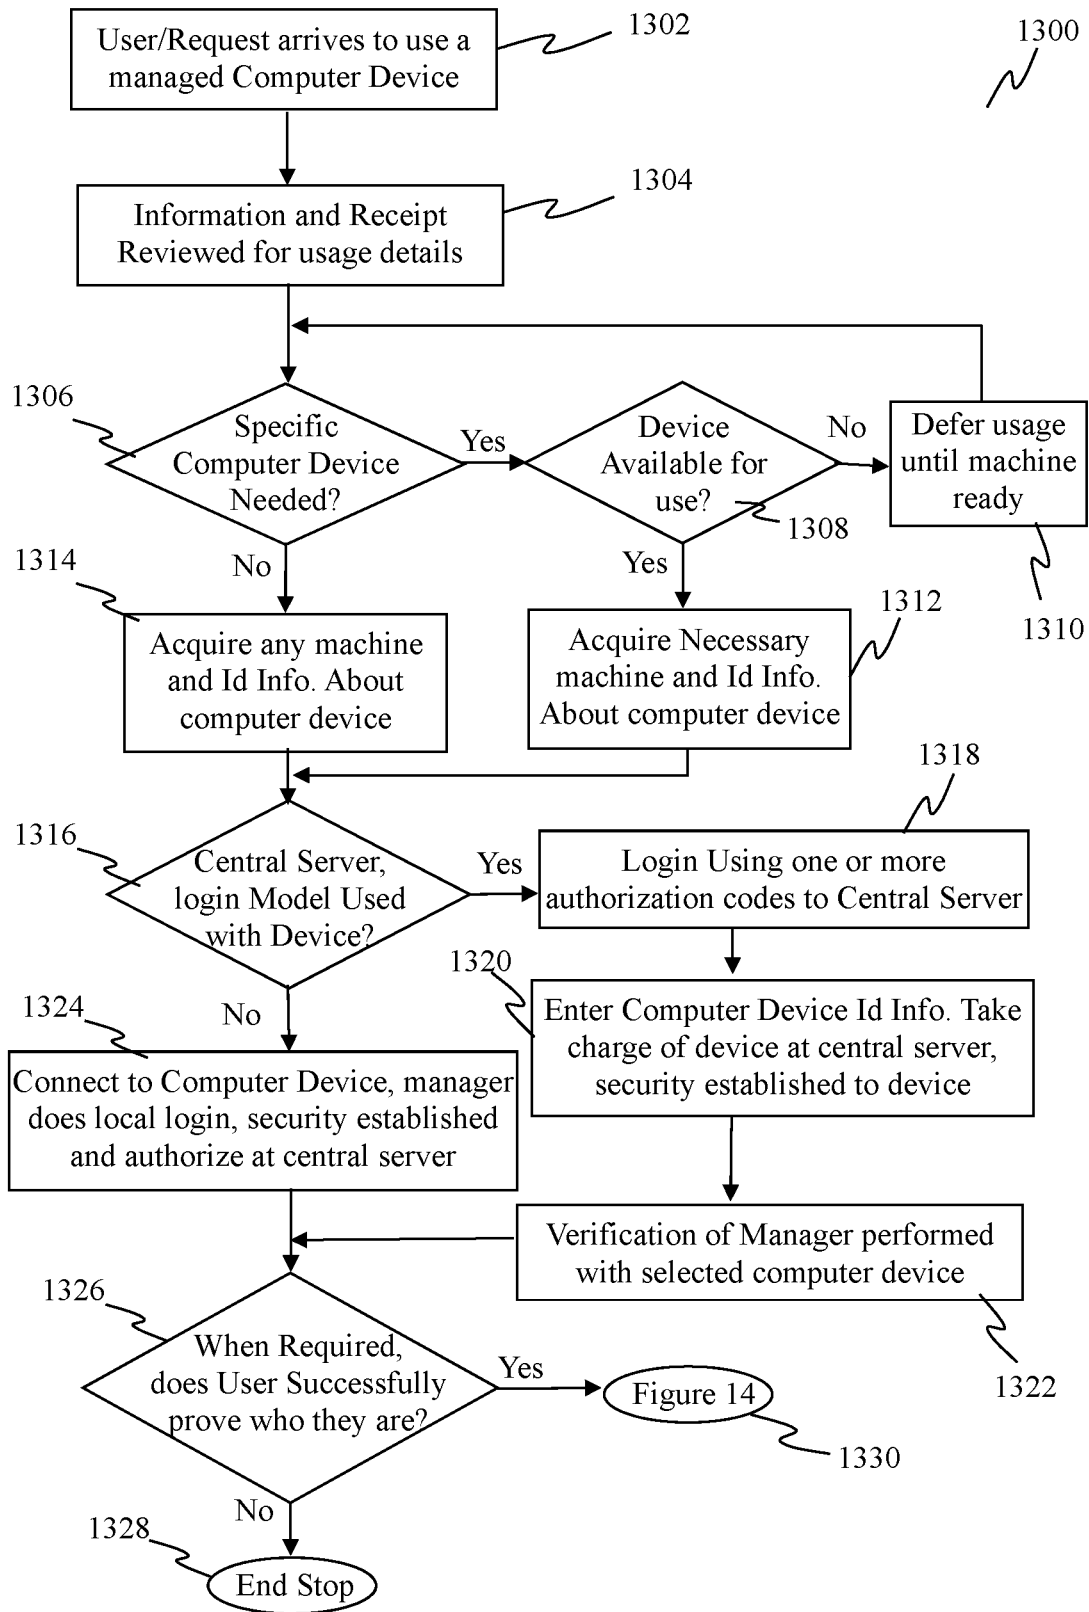 User/Request arrives to use a
managed Computer Device
1302
1300
Information and Receipt
Reviewed for usage details
1304
1306
Specific
Computer Device
Needed?
Yes
Device
Available for
use?
1308
No
Defer usage
until machine
ready
1310
No
Yes
1314
Acquire any machine
and Id Info. About
computer device
Acquire Necessary
machine and Id Info.
About computer device
1312
1316
Central Server,
login Model Used
with Device?
Yes
1318
Login Using one or more
authorization codes to Central Server
1320
Enter Computer Device Id Info. Take
charge of device at central server,
security established to device
No
1324
Connect to Computer Device, manager
does local login, security established
and authorize at central server
Verification of Manager performed
with selected computer device
1322
1326
When Required,
does User Successfully
prove who they are?
Yes
Figure 14
1330
No
1328
End Stop